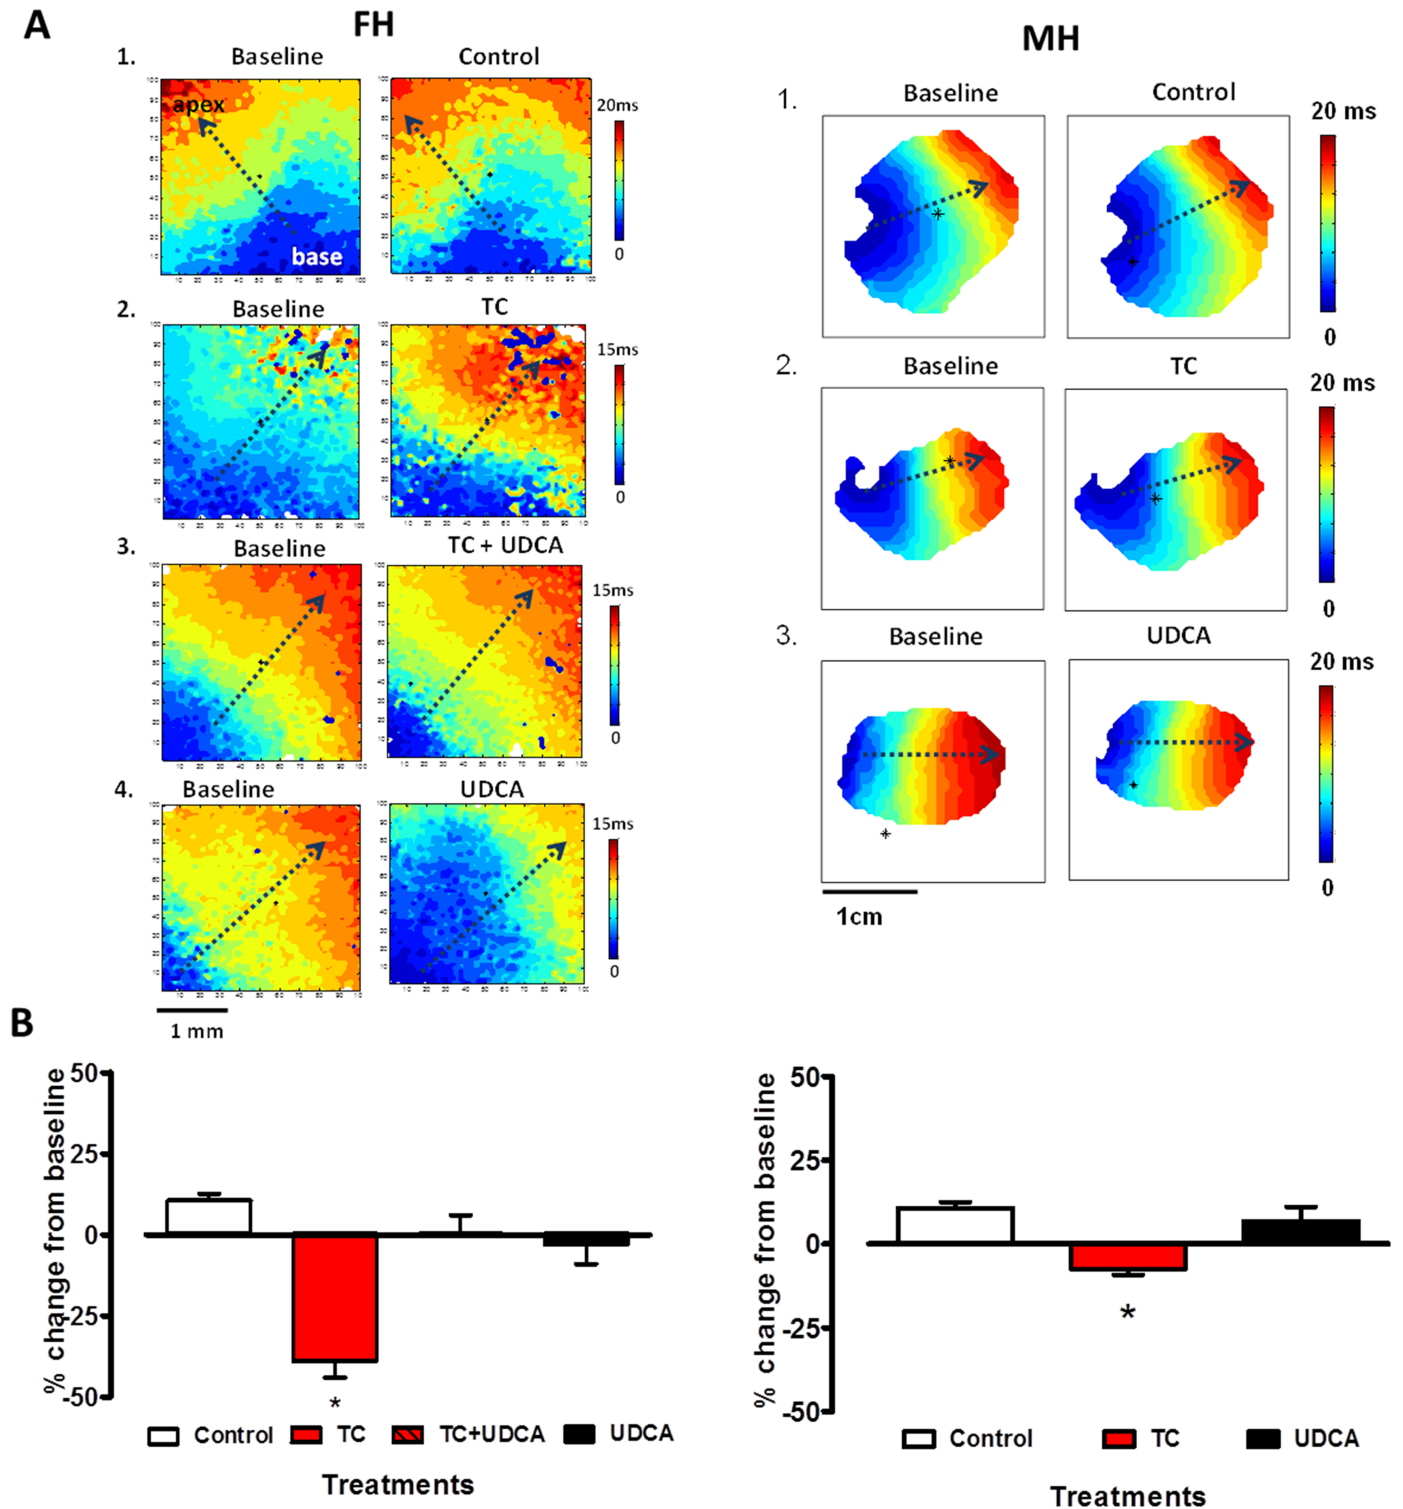 A
FH
1.
Baseline
Control
apex
base
20ms
0
2.
Baseline
TC
15ms
0
3.
Baseline
TC + UDCA
15ms
0
4.
Baseline
UDCA
15ms
0
1 mm
MH
1.
Baseline
Control
20 ms
0
2.
Baseline
TC
20 ms
0
3.
Baseline
UDCA
20 ms
0
1cm
B
% change from baseline
50
25
0
-25
-50
*
Control TC TC+UDCA UDCA
Treatments
% change from baseline
50
25
0
-25
-50
*
Control TC UDCA
Treatments